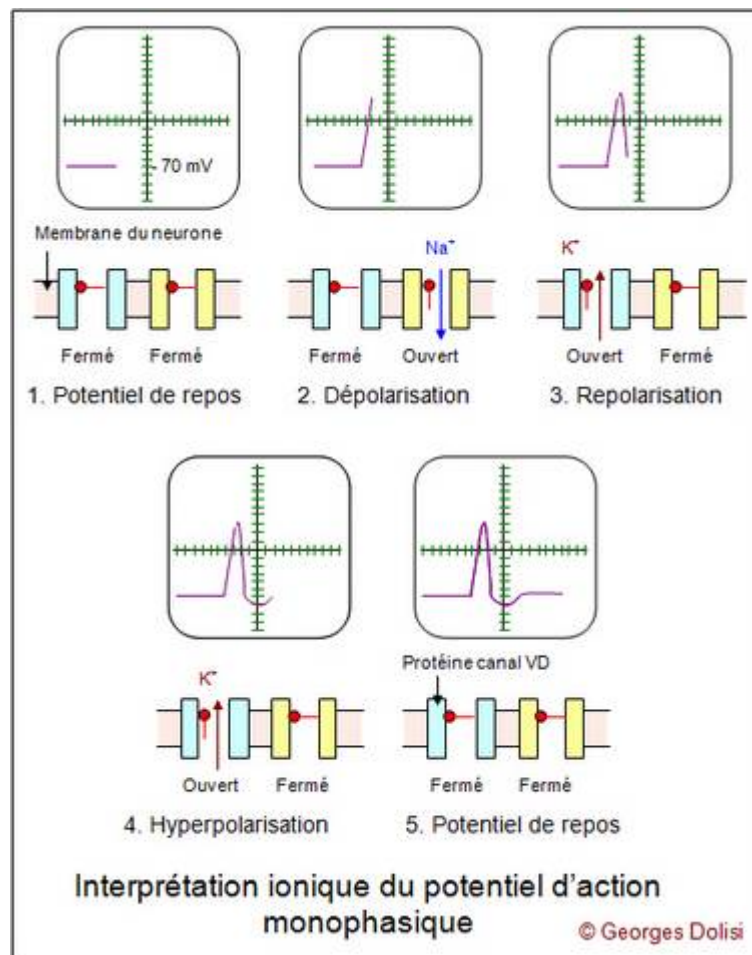 - 70 mV
Membrane du neurone
Na⁺
K⁺
Fermé Fermé
Fermé Ouvert
Ouvert Fermé
1. Potentiel de repos
2. Dépolarisation
3. Repolarisation
Protéine canal VD
K⁺
Ouvert Fermé
Fermé Fermé
4. Hyperpolarisation
5. Potentiel de repos
Interprétation ionique du potentiel d'action
monophasique
© Georges Dolisi